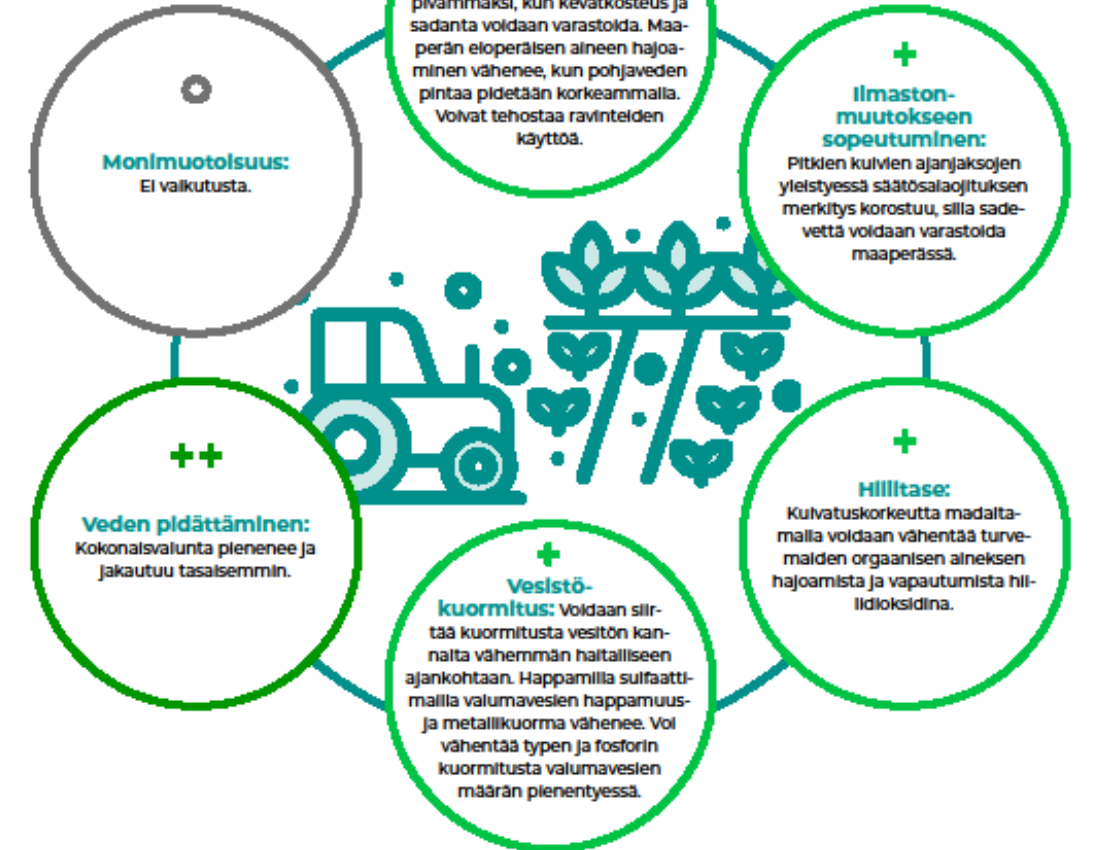 pivämmäksi, kun kevätkosteus ja
sadanta voidaan varastoida. Maa-
perän eloperäisen aineen hajoa-
minen vähenee, kun pohjaveden
pintaa pidetään korkeammalla.
Voivat tehostaa ravinteiden
käyttöä.
+
Ilmaston-
muutokseen
sopeutuminen:
Pitkien kuivien ajanjaksojen
yleistyessä säätösalaojituksen
merkitys korostuu, sillä sade-
vettä voidaan varastoida
maaperässä.
+
Hiilitase:
Kuivatuskorkeutta madalta-
malla voidaan vähentää turve-
maiden orgaanisen aineksen
hajoamista ja vapautumista hii-
lidioksidina.
+
Vesistö-
kuormitus: Voidaan siir-
tää kuormitusta vesitön kan-
nalta vähemmän haitalliseen
ajankohtaan. Happamilla sulfaatti-
mailla valumavesien happamuus-
ja metallikuorma vähenee. Voi
vähentää typen ja fosforin
kuormitusta valumavesien
määrän pienentyessä.
++
Veden pidättäminen:
Kokonaisvalunta pienenee ja
jakautuu tasaisemmin.
Monimuotoisuus:
Ei vaikutusta.